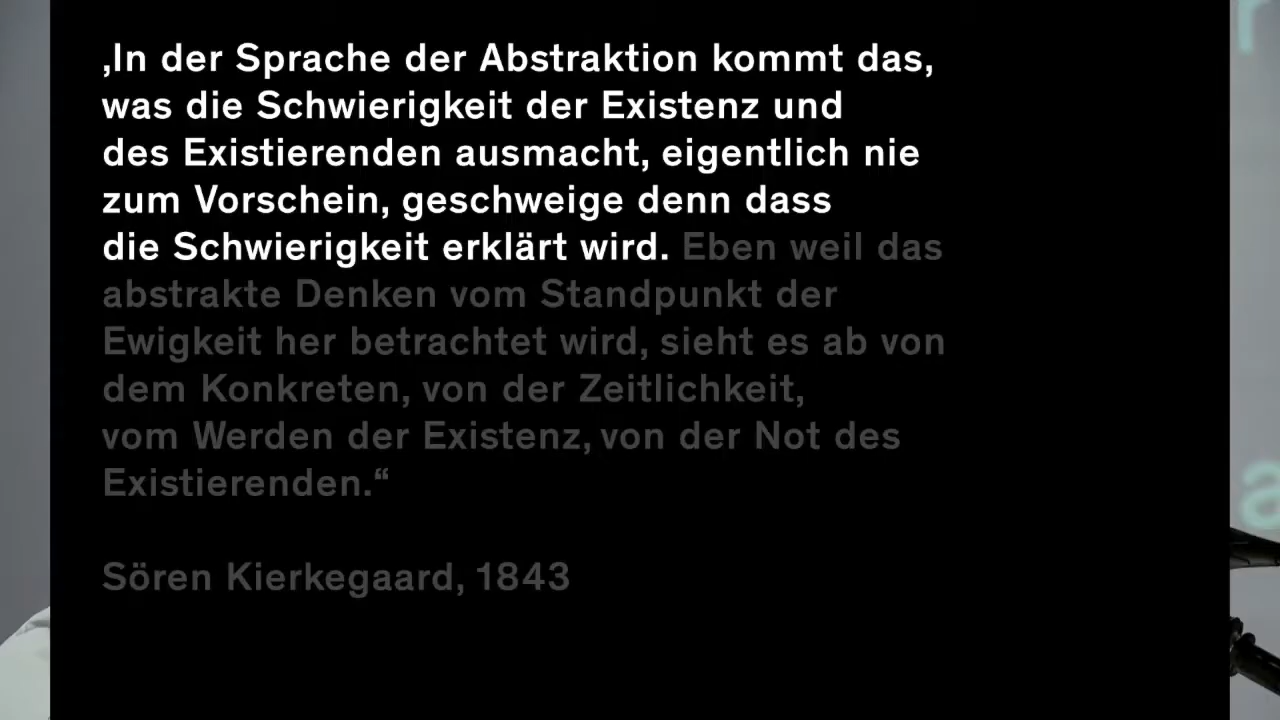 ‚In der Sprache der Abstraktion kommt das,
was die Schwierigkeit der Existenz und
des Existierenden ausmacht, eigentlich nie
zum Vorschein, geschweige denn dass
die Schwierigkeit erklärt wird. Eben weil das
abstrakte Denken vom Standpunkt der
Ewigkeit her betrachtet wird, sieht es ab von
dem Konkreten, von der Zeitlichkeit,
vom Werden der Existenz, von der Not des
Existierenden.“
Sören Kierkegaard, 1843